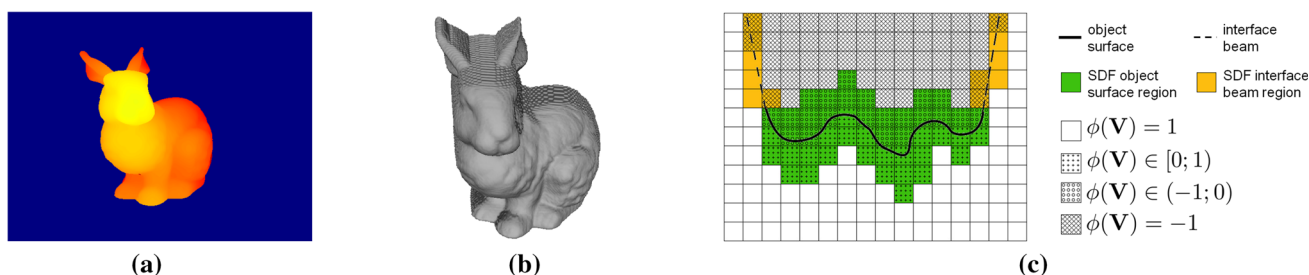 object surface
interface beam
SDF object surface region
SDF interface beam region
ϕ(V) = 1
ϕ(V) ∈ [0; 1)
ϕ(V) ∈ (−1; 0)
ϕ(V) = −1
(a)
(b)
(c)